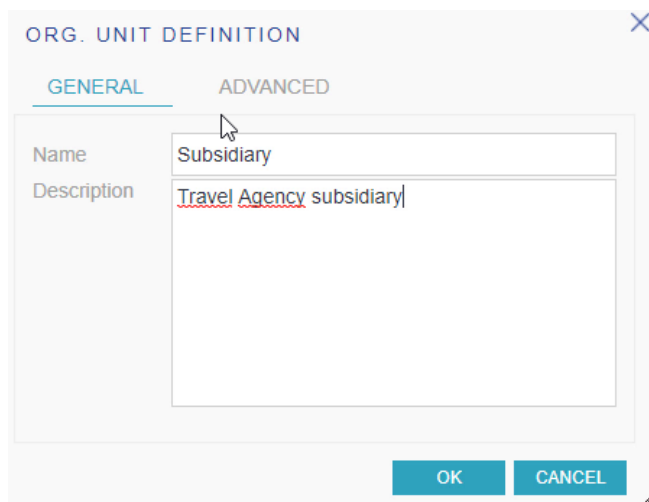 ORG. UNIT DEFINITION
GENERAL ADVANCED
Name Subsidiary
Description Travel Agency subsidiary
OK CANCEL